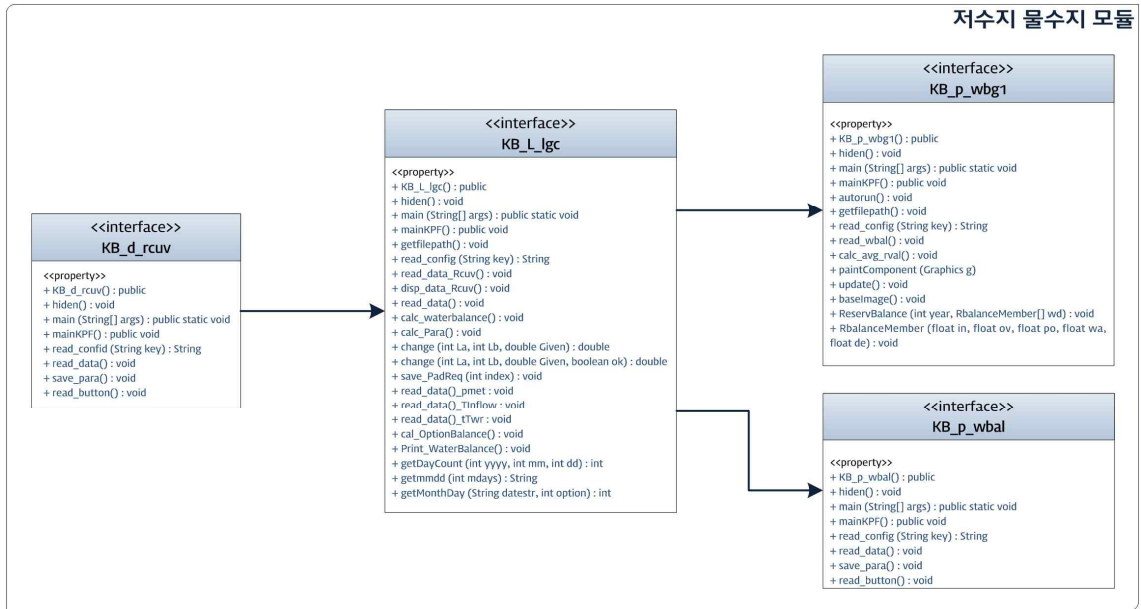 저수지 물수지 모듈
<<interface>>
KB_d_rcuv
<<property>>
+ KB_d_rcuv() : public
+ hiden() : void
+ main (String[] args) : public static void
+ mainKPF() : public void
+ read_confid (String key) : String
+ read_data() : void
+ save_para() : void
+ read_button() : void
<<interface>>
KB_L_lgc
<<property>>
+ KB_L_lgc() : public
+ hiden() : void
+ main (String[] args) : public static void
+ mainKPF() : public void
+ getfilepath() : void
+ read_config (String key) : String
+ read_data_Rcuv() : void
+ disp_data_Rcuv() : void
+ read_data() : void
+ calc_waterbalance() : void
+ calc_Para() : void
+ change (int La, int Lb, double Given) : double
+ change (int La, int Lb, double Given, boolean ok) : double
+ save_PadReq (int index) : void
+ read_data()_pmet : void
+ read_data()_TInflow : void
+ read_data()_tTwr : void
+ cal_OptionBalance() : void
+ Print_WaterBalance() : void
+ getDayCount (int yyyy, int mm, int dd) : int
+ getmmdd (int mdays) : String
+ getMonthDay (String datestr, int option) : int
<<interface>>
KB_p_wbg1
<<property>>
+ KB_p_wbg1() : public
+ hiden() : void
+ main (String[] args) : public static void
+ mainKPF() : public void
+ autorun() : void
+ getfilepath() : void
+ read_config (String key) : String
+ read_wbal() : void
+ calc_avg_rval() : void
+ paintComponent (Graphics g)
+ update() : void
+ baseImage() : void
+ ReservBalance (int year, RbalanceMember[] wd) : void
+ RbalanceMember (float in, float ov, float po, float wa,
float de) : void
<<interface>>
KB_p_wbal
<<property>>
+ KB_p_wbal() : public
+ hiden() : void
+ main (String[] args) : public static void
+ mainKPF() : public void
+ read_config (String key) : String
+ read_data() : void
+ save_para() : void
+ read_button() : void